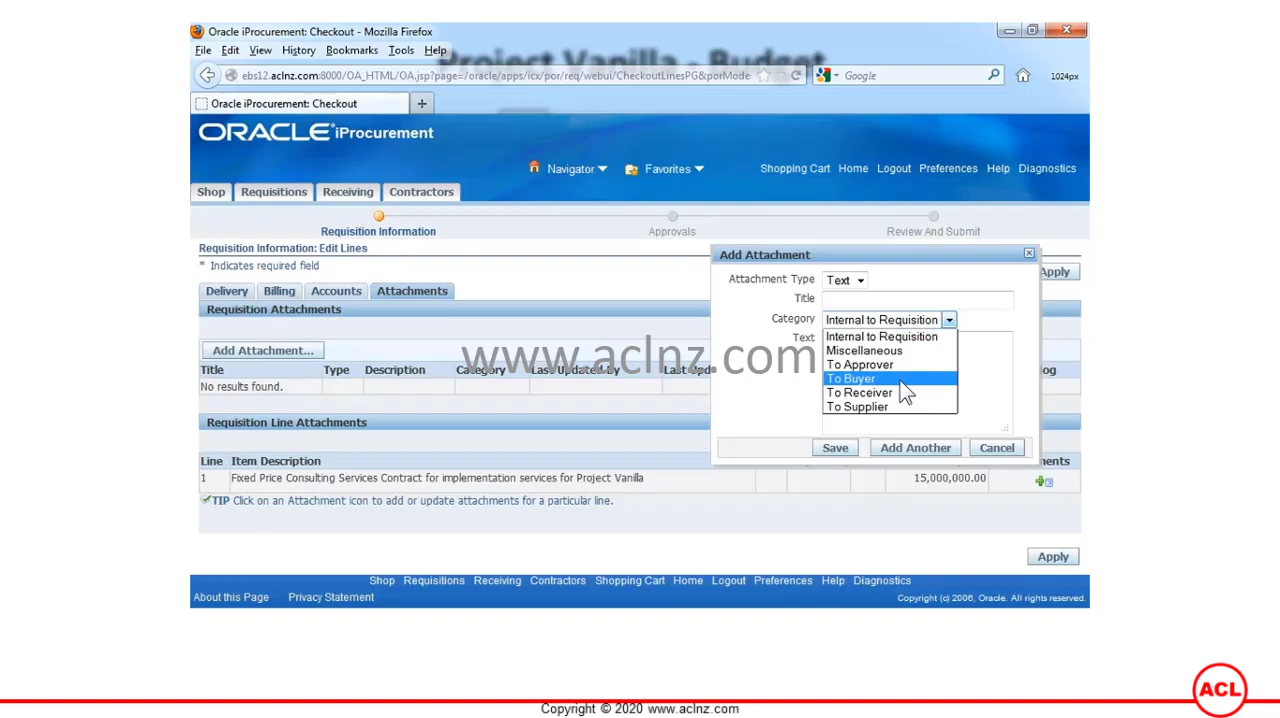 Oracle iProcurement: Checkout - Mozilla Firefox
File Edit View History Bookmarks Tools Help
Project Vanilla - Budget
ebs12.aclnz.com:8000/OA_HTML/OA.jsp?page=/oracle/apps/icx/por/req/webui/CheckoutLinesPG&porMode
Google
1024px
Oracle iProcurement: Checkout
ORACLE iProcurement
Navigator Favorites Shopping Cart Home Logout Preferences Help Diagnostics
Shop Requisitions Receiving Contractors
Requisition Information Approvals Review And Submit
Requisition Information: Edit Lines
* Indicates required field
Apply
Delivery Billing Accounts Attachments
Requisition Attachments
Add Attachment...
Title Type Description Category Last Updated By Last Upd
No results found.
Requisition Line Attachments
Line Item Description
1 Fixed Price Consulting Services Contract for implementation services for Project Vanilla 15,000,000.00
TIP Click on an Attachment icon to add or update attachments for a particular line.
Add Attachment
Attachment Type Text
Title
Category Internal to Requisition
Text
Internal to Requisition
Miscellaneous
To Approver
To Buyer
To Receiver
To Supplier
Save Add Another Cancel
www.aclnz.com
Apply
Shop Requisitions Receiving Contractors Shopping Cart Home Logout Preferences Help Diagnostics
About this Page Privacy Statement
Copyright (c) 2006, Oracle. All rights reserved.
ACL
Copyright © 2020 www.aclnz.com